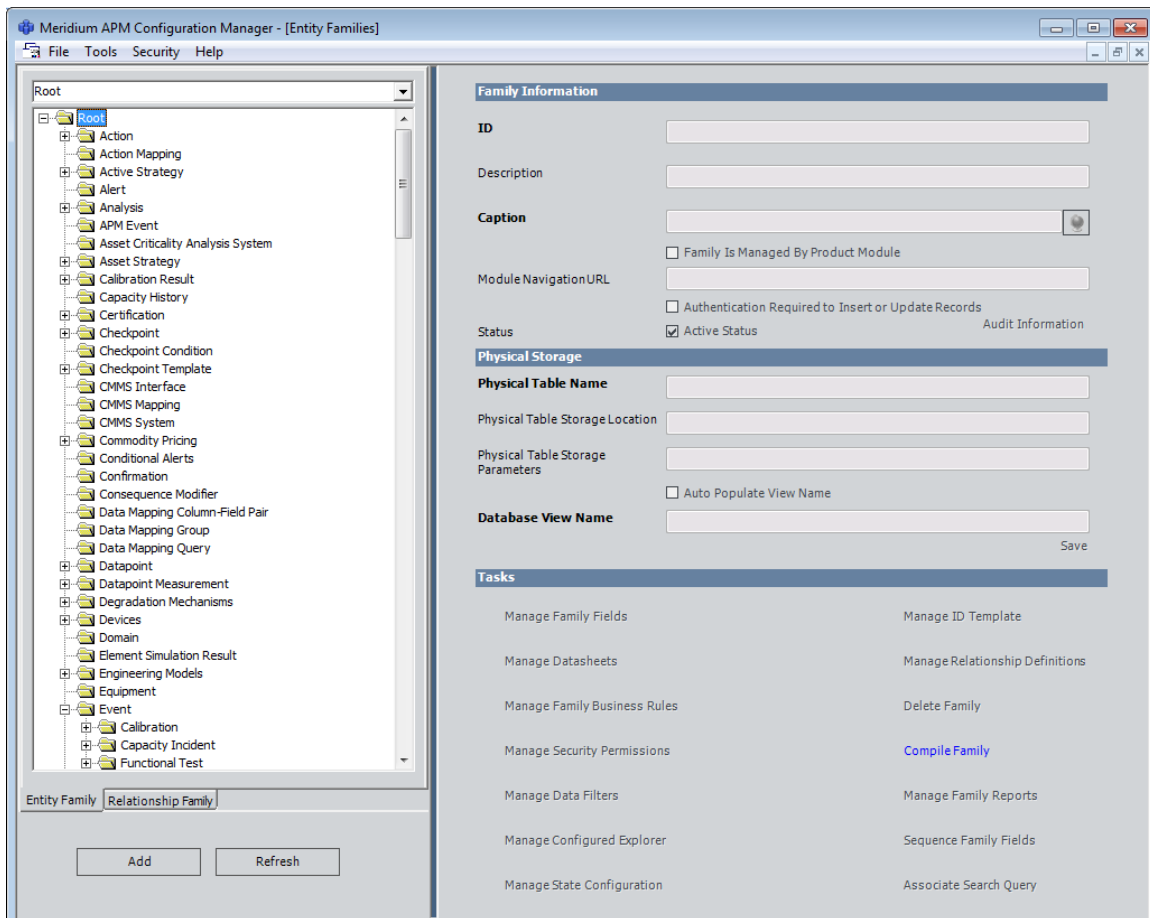 Meridium APM Configuration Manager - [Entity Families]
File Tools Security Help
Root
Root
Action
Action Mapping
Active Strategy
Alert
Analysis
APM Event
Asset Criticality Analysis System
Asset Strategy
Calibration Result
Capacity History
Certification
Checkpoint
Checkpoint Condition
Checkpoint Template
CMMS Interface
CMMS Mapping
CMMS System
Commodity Pricing
Conditional Alerts
Confirmation
Consequence Modifier
Data Mapping Column-Field Pair
Data Mapping Group
Data Mapping Query
Datapoint
Datapoint Measurement
Degradation Mechanisms
Devices
Domain
Element Simulation Result
Engineering Models
Equipment
Event
Calibration
Capacity Incident
Functional Test
Entity Family Relationship Family
Add Refresh
Family Information
ID
Description
Caption
Family Is Managed By Product Module
Module Navigation URL
Authentication Required to Insert or Update Records
Status Active Status Audit Information
Physical Storage
Physical Table Name
Physical Table Storage Location
Physical Table Storage
Parameters
Auto Populate View Name
Database View Name
Save
Tasks
Manage Family Fields Manage ID Template
Manage Datasheets Manage Relationship Definitions
Manage Family Business Rules Delete Family
Manage Security Permissions Compile Family
Manage Data Filters Manage Family Reports
Manage Configured Explorer Sequence Family Fields
Manage State Configuration Associate Search Query